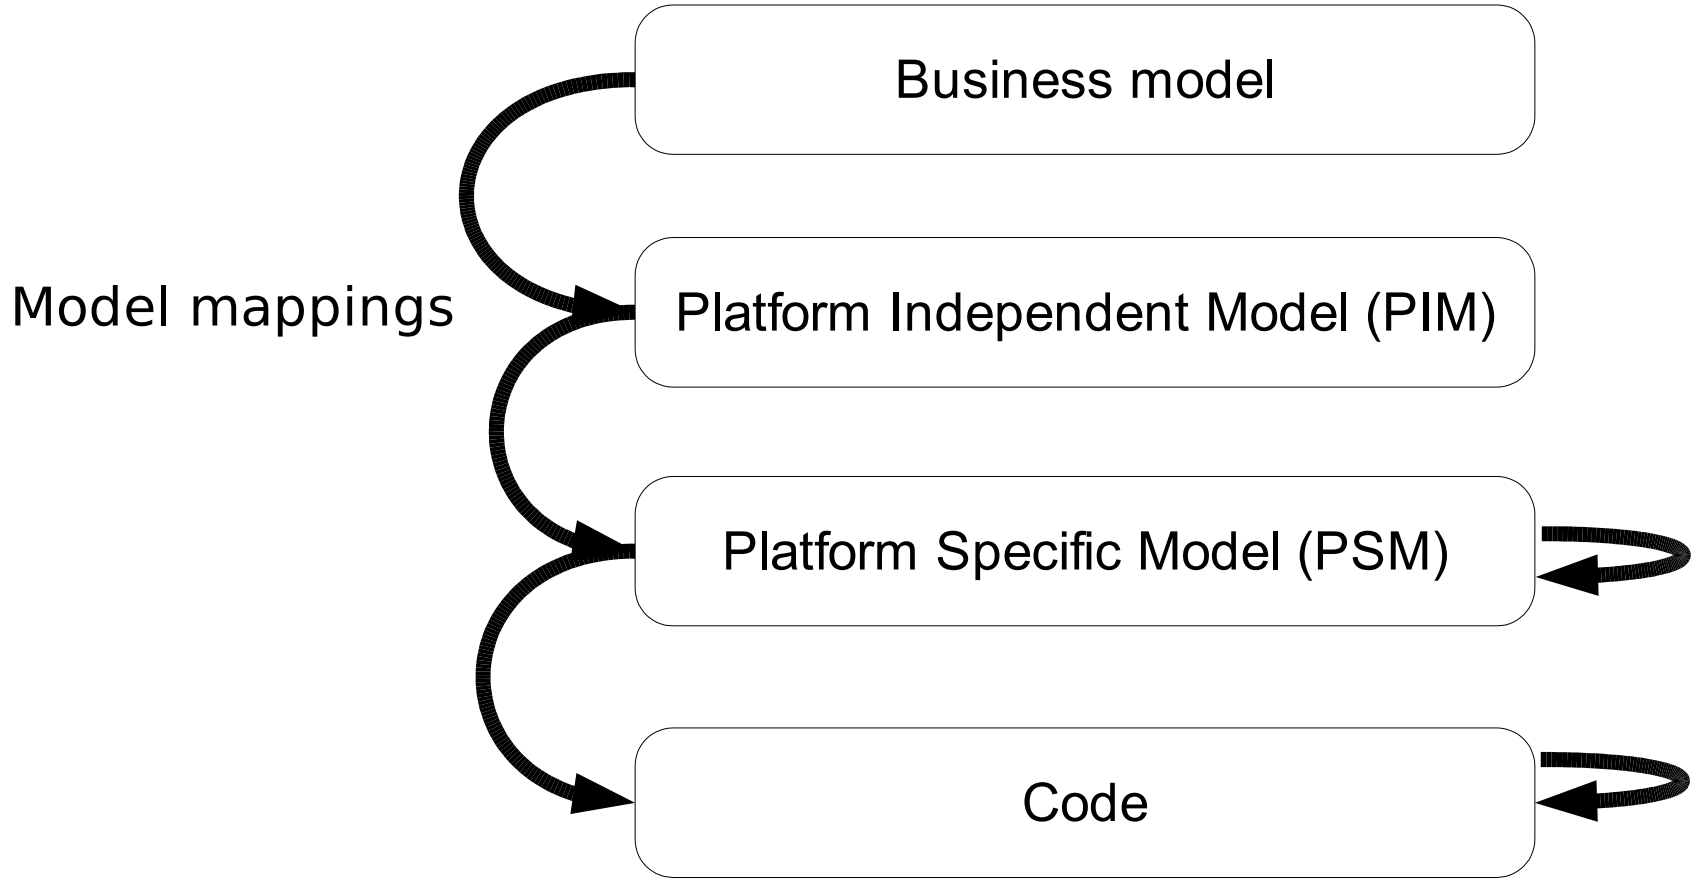 Business model
Model mappings
Platform Independent Model (PIM)
Platform Specific Model (PSM)
Code